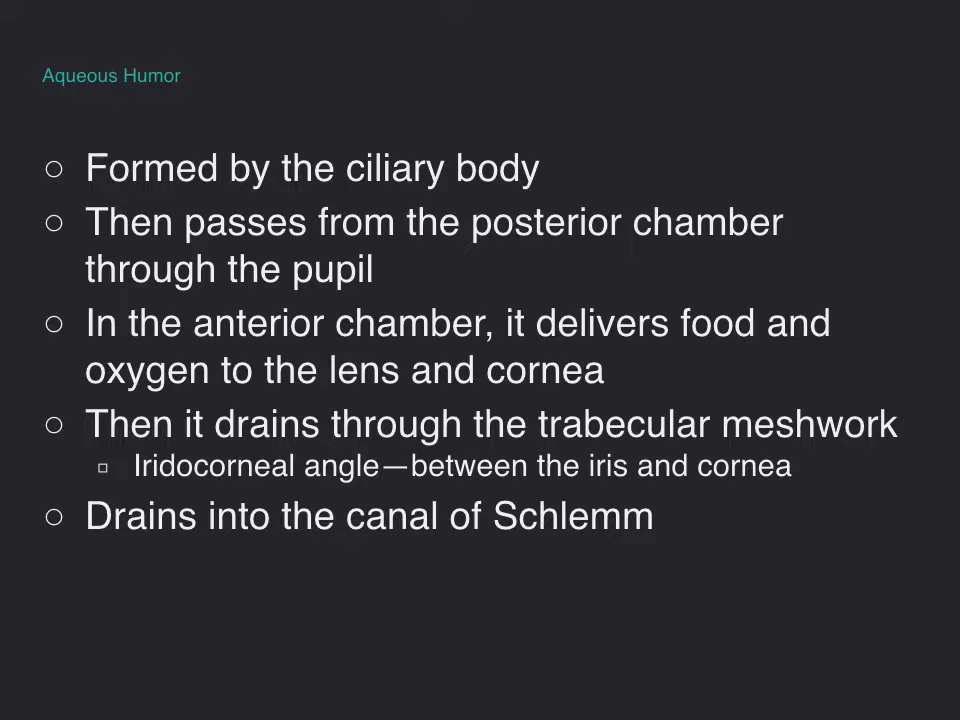 Aqueous Humor
○ Formed by the ciliary body
○ Then passes from the posterior chamber
through the pupil
○ In the anterior chamber, it delivers food and
oxygen to the lens and cornea
○ Then it drains through the trabecular meshwork
▫ Iridocorneal angle—between the iris and cornea
○ Drains into the canal of Schlemm